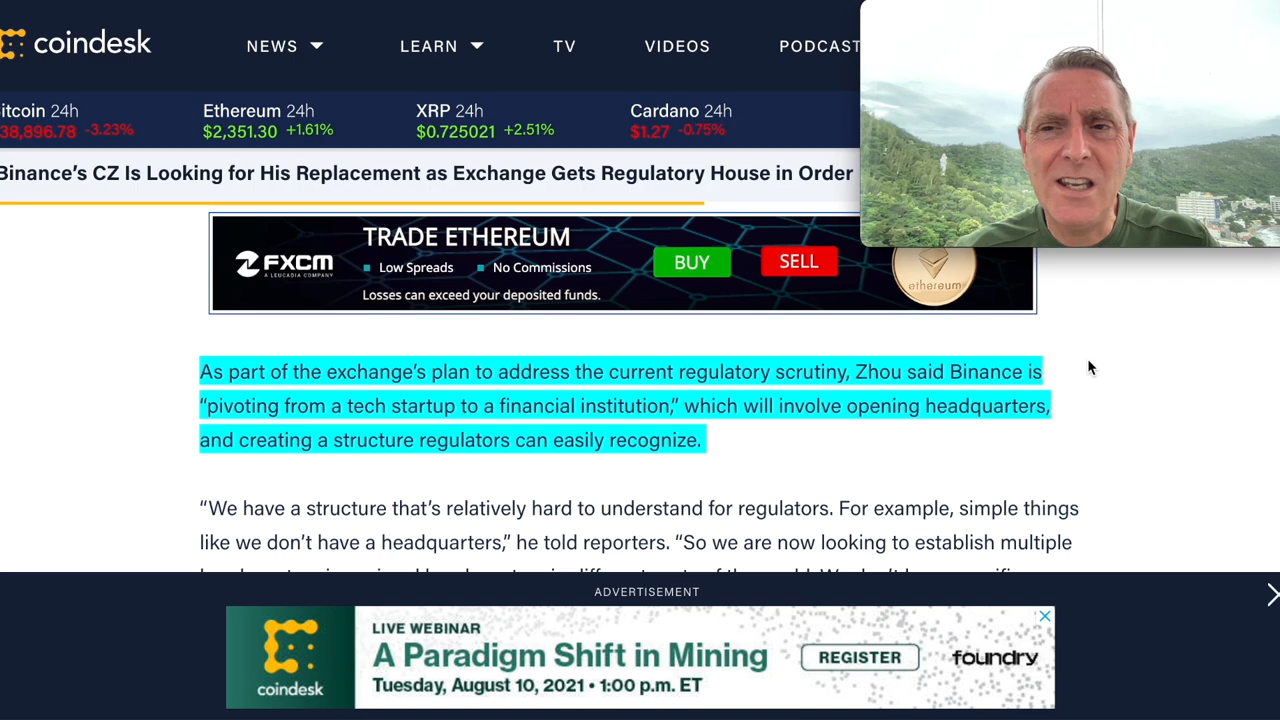 coindesk
NEWS LEARN TV VIDEOS PODCAST
itcoin 24h Ethereum 24h XRP 24h Cardano 24h
38,896.78 -3.23% $2,351.30 +1.61% $0.725021 +2.51% $1.27 -0.75%
Binance's CZ Is Looking for His Replacement as Exchange Gets Regulatory House in Order
TRADE ETHEREUM
FXCM
A LEUCADIA COMPANY
Low Spreads No Commissions
BUY SELL
Losses can exceed your deposited funds.
ethereum
As part of the exchange's plan to address the current regulatory scrutiny, Zhou said Binance is
“pivoting from a tech startup to a financial institution,” which will involve opening headquarters,
and creating a structure regulators can easily recognize.
“We have a structure that's relatively hard to understand for regulators. For example, simple things
like we don't have a headquarters,” he told reporters. “So we are now looking to establish multiple
ADVERTISEMENT
coindesk
LIVE WEBINAR
A Paradigm Shift in Mining
Tuesday, August 10, 2021 • 1:00 p.m. ET
REGISTER
foundry